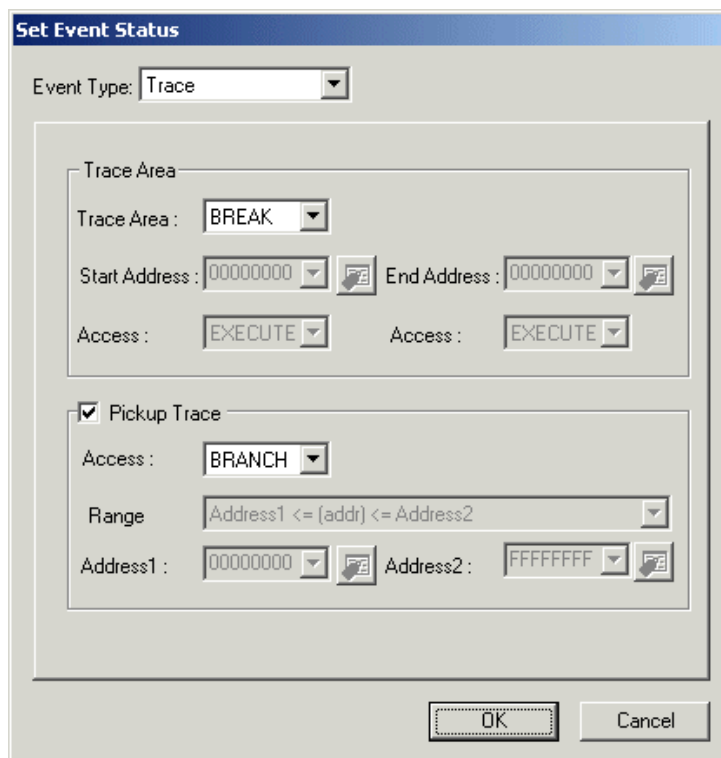 Set Event Status
Event Type: Trace
Trace Area
Trace Area : BREAK
Start Address : 00000000 End Address : 00000000
Access : EXECUTE Access : EXECUTE
Pickup Trace
Access : BRANCH
Range Address1 <= (addr) <= Address2
Address1 : 00000000 Address2 : FFFFFFFF
OK Cancel